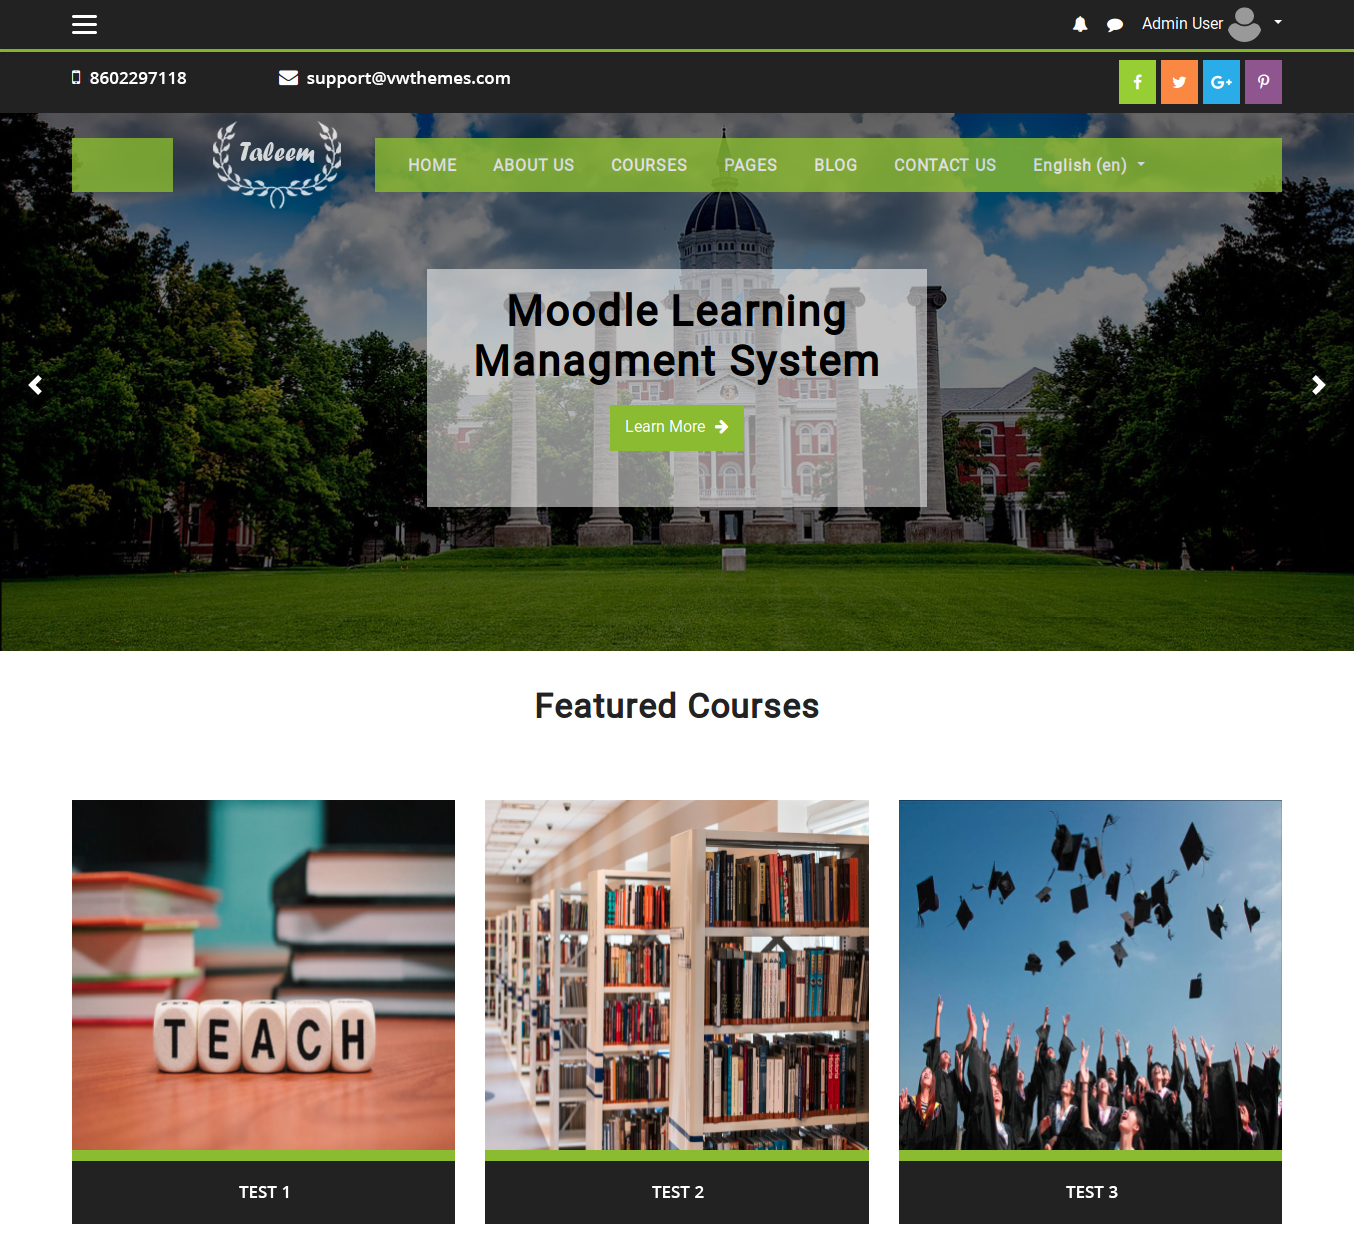 Admin User
8602297118
support@vwthemes.com
Taleem
HOME ABOUT US COURSES PAGES BLOG CONTACT US English (en)
Moodle Learning
Managment System
Learn More
Featured Courses
TEACH
TEST 1
TEST 2
TEST 3